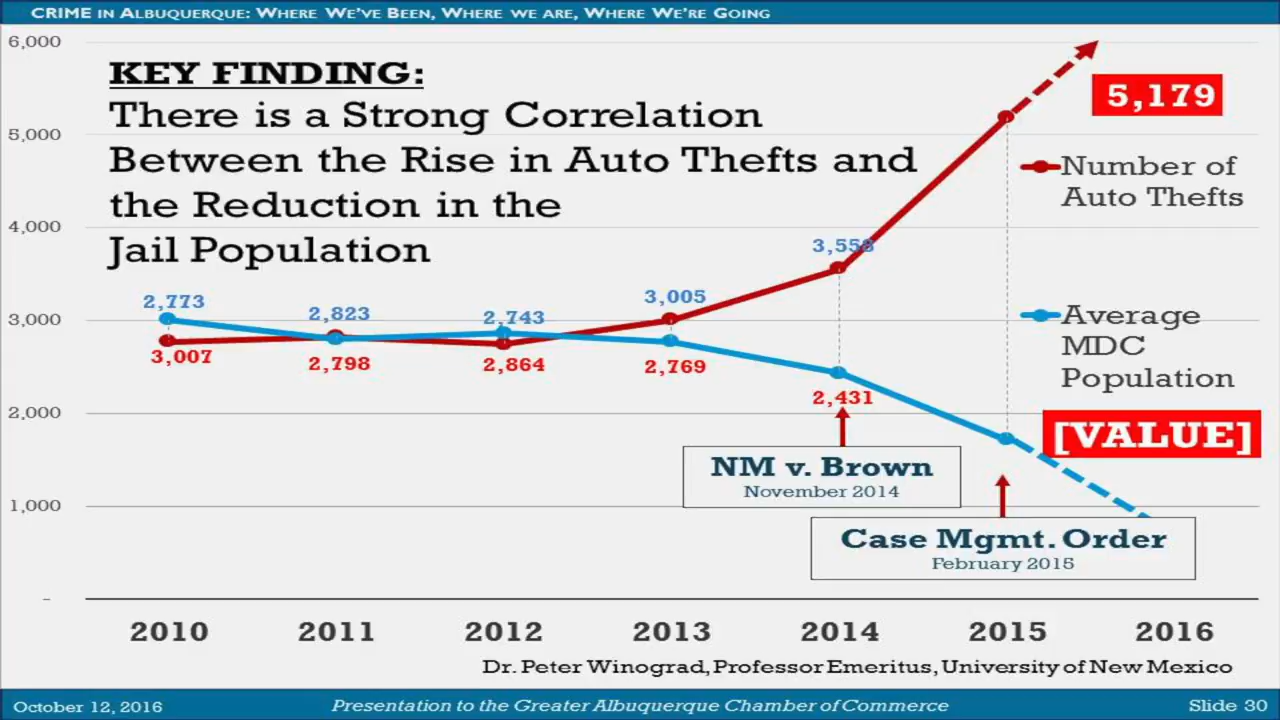 CRIME IN ALBUQUERQUE: WHERE WE'VE BEEN, WHERE WE ARE, WHERE WE'RE GOING
6,000
KEY FINDING:
There is a Strong Correlation
Between the Rise in Auto Thefts and
the Reduction in the
Jail Population
5,179
5,000
Number of
Auto Thefts
4,000
3,558
3,000
2,773
2,823
2,743
3,005
3,007
2,798
2,864
2,769
2,431
Average
MDC
Population
2,000
[VALUE]
NM v. Brown
November 2014
1,000
Case Mgmt. Order
February 2015
-
2010 2011 2012 2013 2014 2015 2016
Dr. Peter Winograd, Professor Emeritus, University of New Mexico
October 12, 2016
Presentation to the Greater Albuquerque Chamber of Commerce
Slide 30